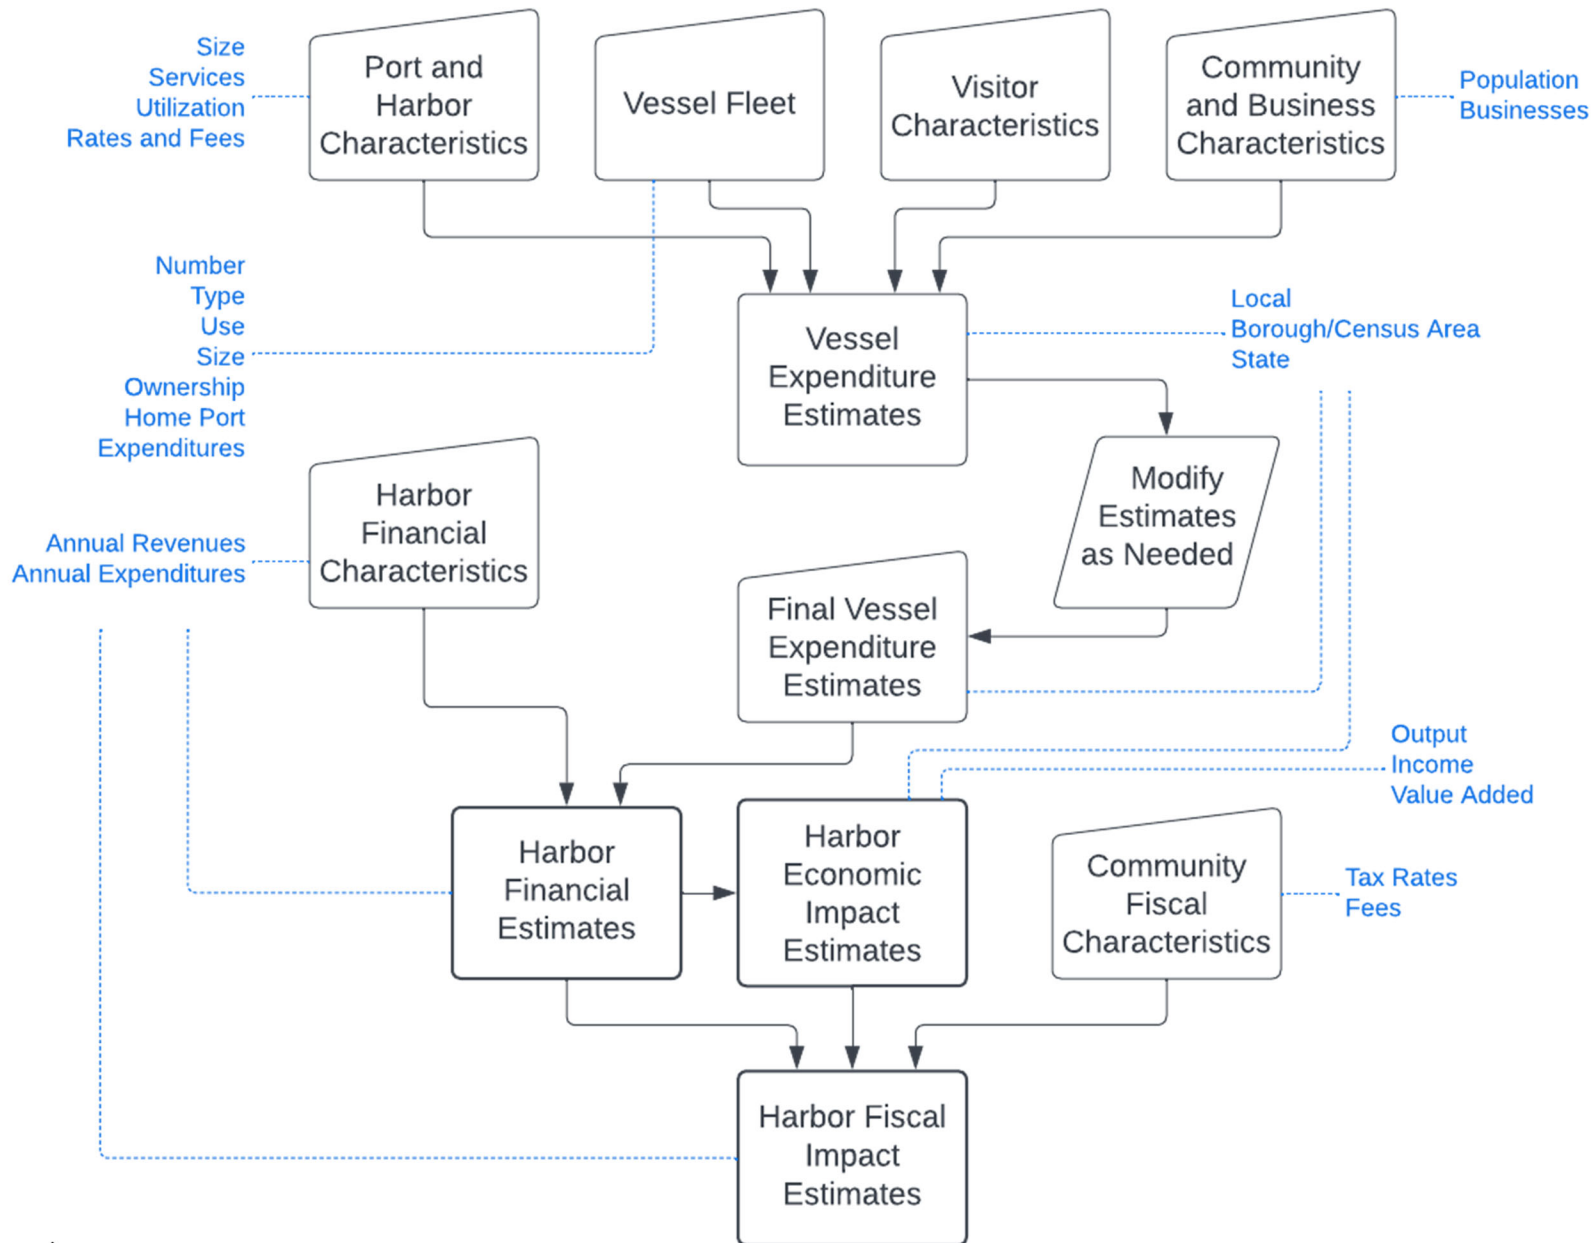 Size
Services
Utilization
Rates and Fees
Port and
Harbor
Characteristics
Vessel Fleet
Visitor
Characteristics
Community
and Business
Characteristics
Population
Businesses
Number
Type
Use
Size
Ownership
Home Port
Expenditures
Vessel
Expenditure
Estimates
Local
Borough/Census Area
State
Modify
Estimates
as Needed
Harbor
Financial
Characteristics
Annual Revenues
Annual Expenditures
Final Vessel
Expenditure
Estimates
Output
Income
Value Added
Harbor
Financial
Estimates
Harbor
Economic
Impact
Estimates
Community
Fiscal
Characteristics
Tax Rates
Fees
Harbor Fiscal
Impact
Estimates